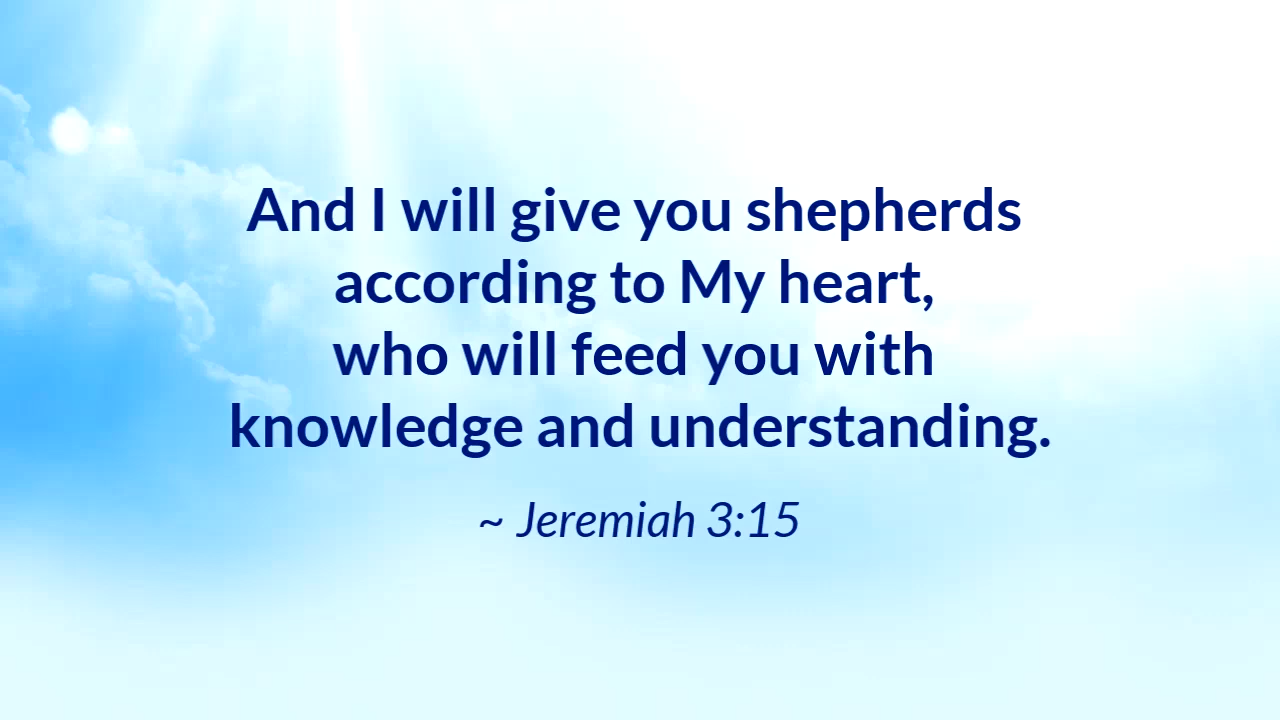 And I will give you shepherds
according to My heart,
who will feed you with
knowledge and understanding.
~ Jeremiah 3:15